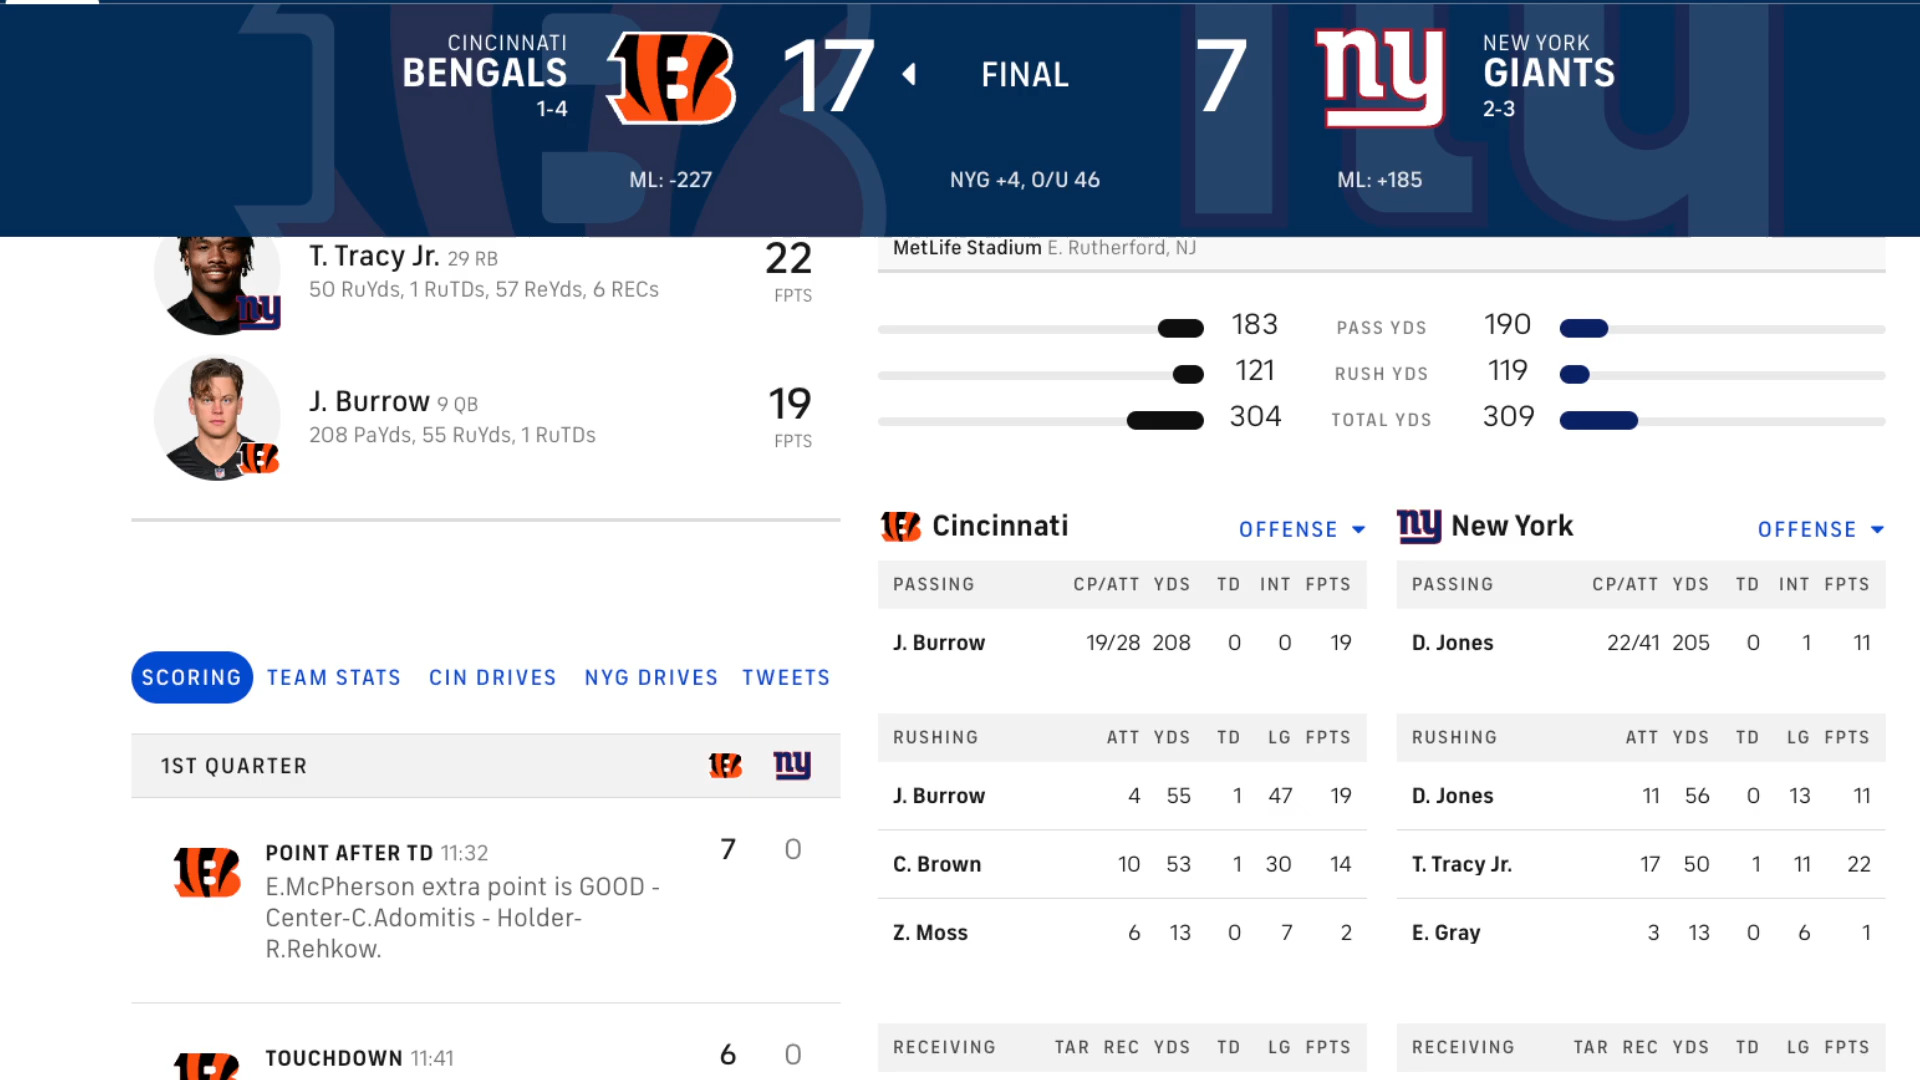 CINCINNATI
BENGALS
1-4
17
FINAL
7
NEW YORK
GIANTS
2-3
ML: -227
NYG +4, O/U 46
ML: +185
T. Tracy Jr. 29 RB
50 RuYds, 1 RuTDs, 57 ReYds, 6 RECs
22
FPTS
J. Burrow 9 QB
208 PaYds, 55 RuYds, 1 RuTDs
19
FPTS
SCORING TEAM STATS CIN DRIVES NYG DRIVES TWEETS
1ST QUARTER
POINT AFTER TD 11:32 7 0
E.McPherson extra point is GOOD -
Center-C.Adomitis - Holder-
R.Rehkow.
TOUCHDOWN 11:41 6 0
MetLife Stadium E. Rutherford, NJ
183 PASS YDS 190
121 RUSH YDS 119
304 TOTAL YDS 309
Cincinnati OFFENSE
PASSING CP/ATT YDS TD INT FPTS
J. Burrow 19/28 208 0 0 19
RUSHING ATT YDS TD LG FPTS
J. Burrow 4 55 1 47 19
C. Brown 10 53 1 30 14
Z. Moss 6 13 0 7 2
RECEIVING TAR REC YDS TD LG FPTS
ny New York OFFENSE
PASSING CP/ATT YDS TD INT FPTS
D. Jones 22/41 205 0 1 11
RUSHING ATT YDS TD LG FPTS
D. Jones 11 56 0 13 11
T. Tracy Jr. 17 50 1 11 22
E. Gray 3 13 0 6 1
RECEIVING TAR REC YDS TD LG FPTS